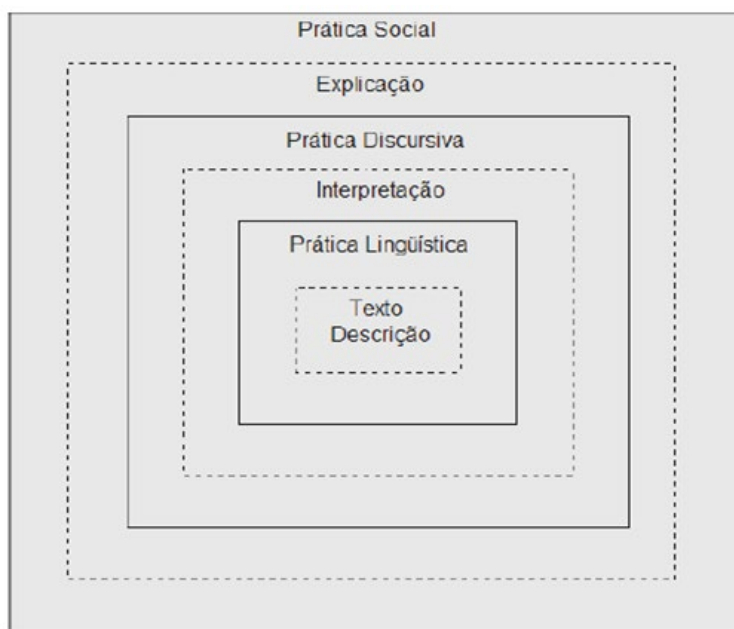 Prática Social
Explicação
Prática Discursiva
Interpretação
Prática Lingüística
Texto
Descrição